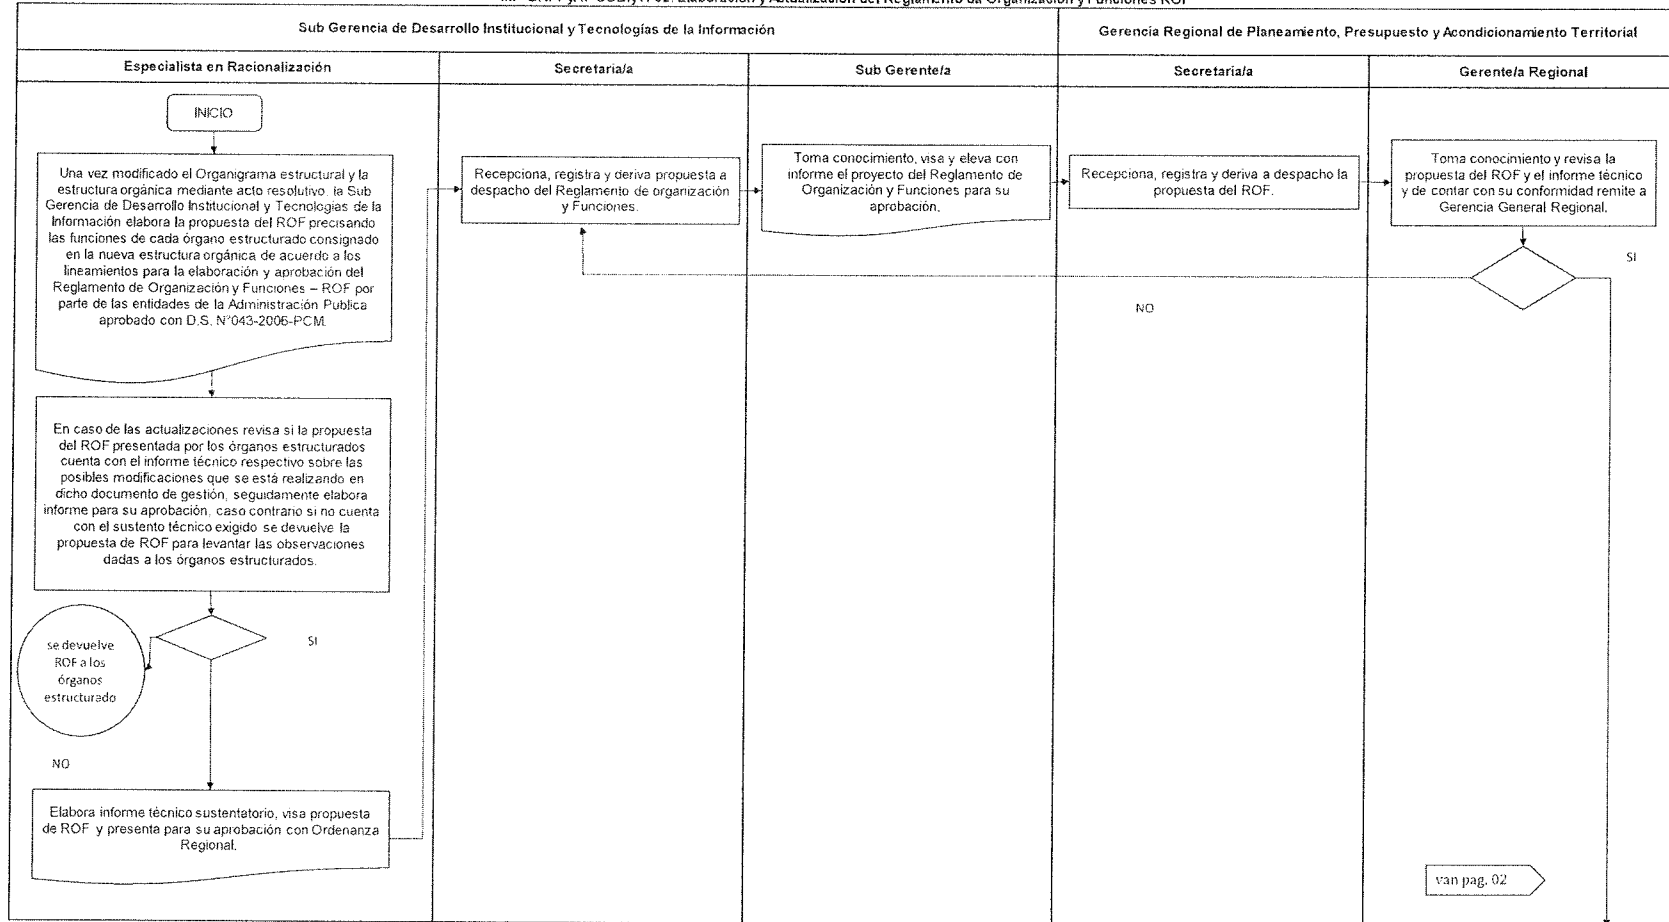 Elaboración y Actualización del Reglamento de Organización y Funciones ROF
Sub Gerencia de Desarrollo Institucional y Tecnologías de la Información
Gerencia Regional de Planeamiento, Presupuesto y Acondicionamiento Territorial
Especialista en Racionalización
Secretaria/a
Sub Gerente/a
Secretaria/a
Gerente/a Regional
INICIO
Una vez modificado el Organigrama estructural y la
estructura orgánica mediante acto resolutivo, la Sub
Gerencia de Desarrollo Institucional y Tecnologias de la
Información elabora la propuesta del ROF precisando
las funciones de cada órgano estructurado consignado
en la nueva estructura orgánica de acuerdo a los
lineamientos para la elaboración y aprobación del
Reglamento de Organización y Funciones – ROF por
parte de las entidades de la Administración Publica
aprobado con D.S. N°043-2006-PCM.
En caso de las actualizaciones revisa si la propuesta
del ROF presentada por los órganos estructurados
cuenta con el informe técnico respectivo sobre las
posibles modificaciones que se está realizando en
dicho documento de gestión, seguidamente elabora
informe para su aprobación, caso contrario si no cuenta
con el sustento técnico exigido se devuelve la
propuesta de ROF para levantar las observaciones
dadas a los órganos estructurados.
SI
se devuelve
ROF a los
órganos
estructurado
NO
Elabora informe técnico sustentatorio, visa propuesta
de ROF y presenta para su aprobación con Ordenanza
Regional.
Recepciona, registra y deriva propuesta a
despacho del Reglamento de organización
y Funciones.
Toma conocimiento, visa y eleva con
informe el proyecto del Reglamento de
Organización y Funciones para su
aprobación.
Recepciona, registra y deriva a despacho la
propuesta del ROF.
Toma conocimiento y revisa la
propuesta del ROF y el informe técnico
y de contar con su conformidad remite a
Gerencia General Regional.
SI
NO
van pag. 02